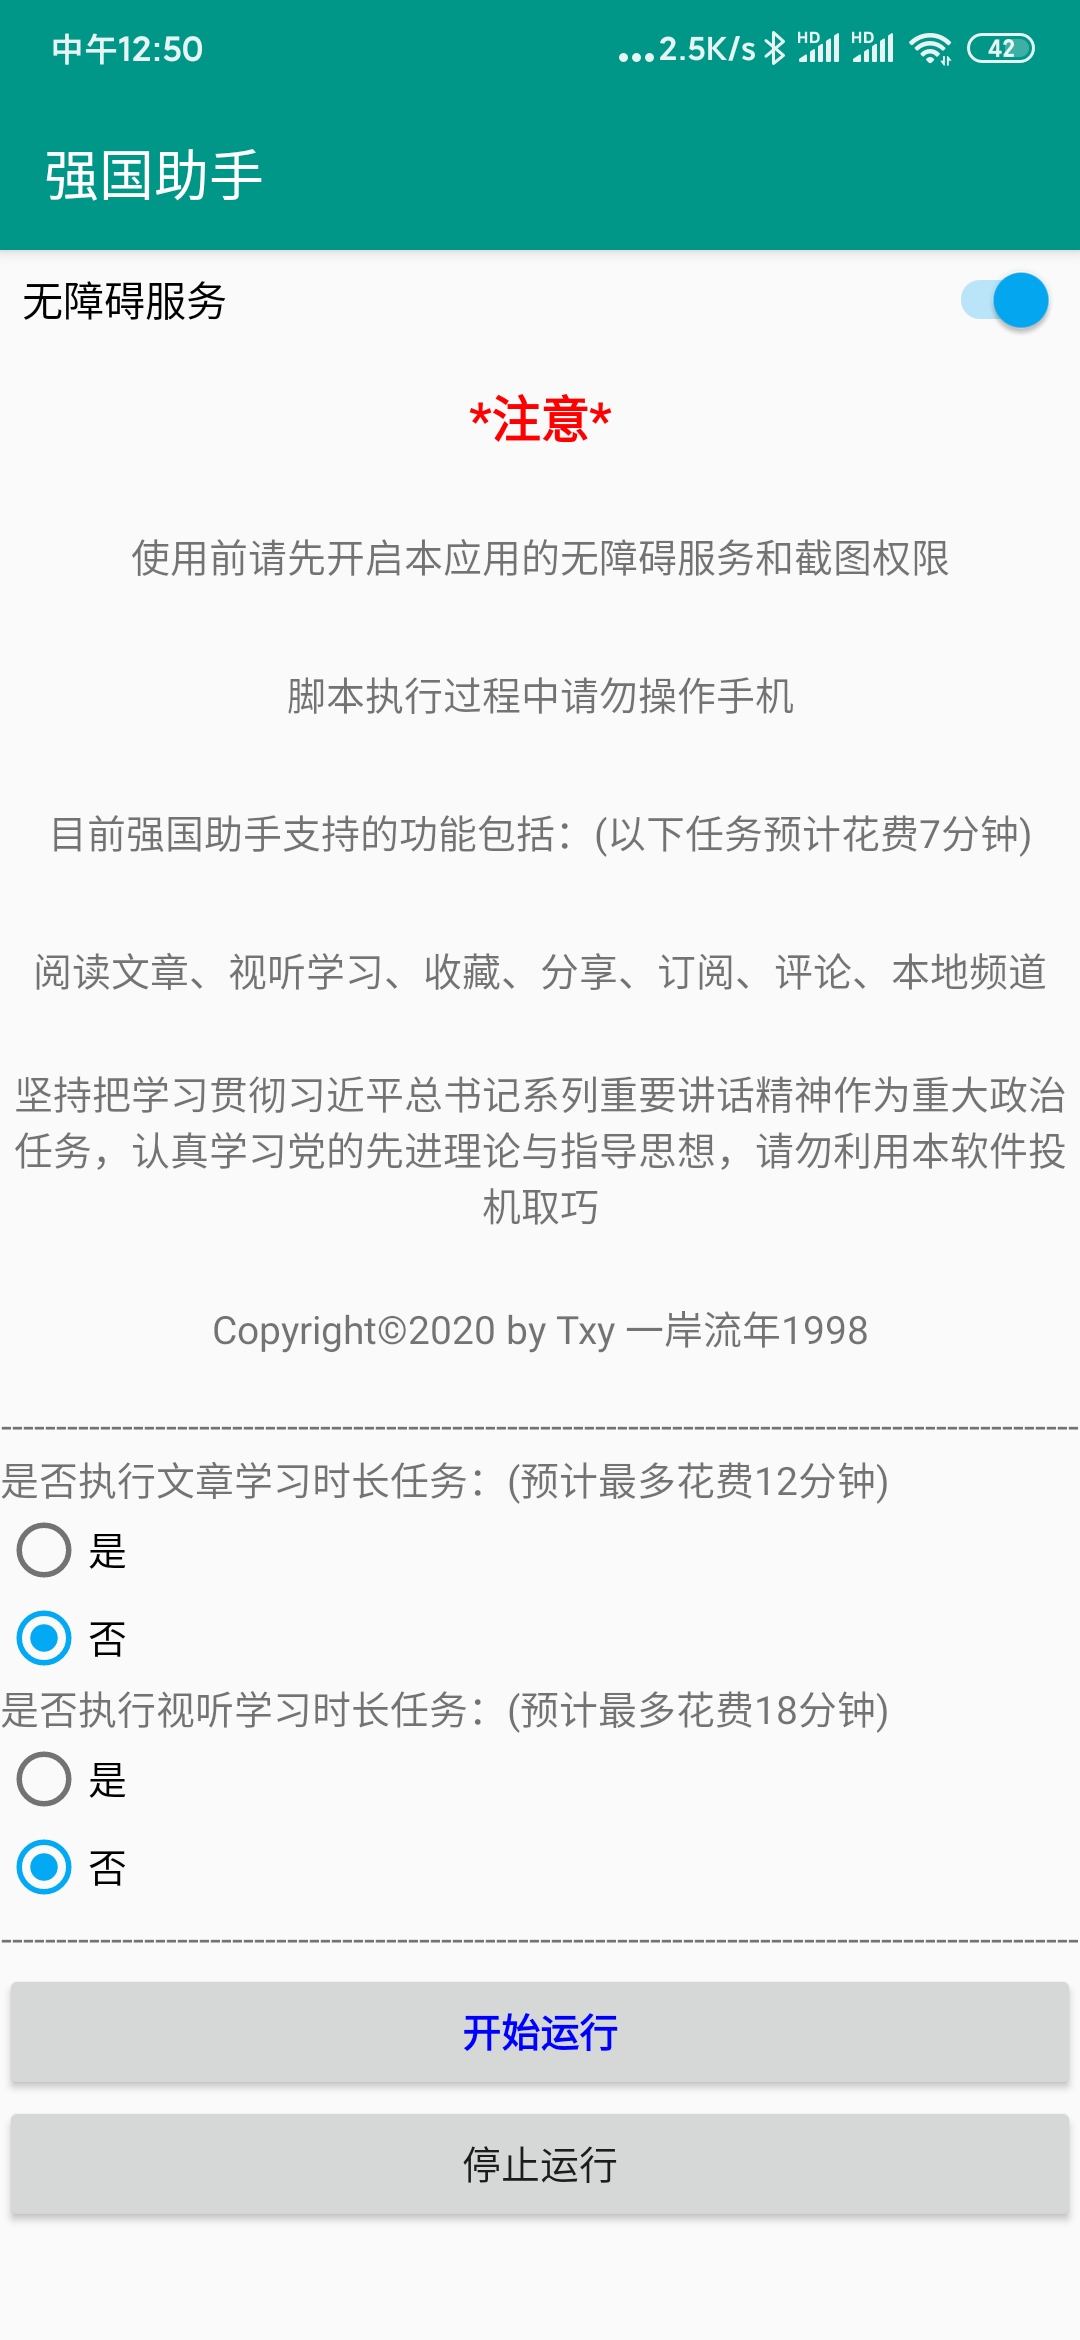 中午12:50
...2.5K/s HD HD 42
强国助手
无障碍服务
*注意*
使用前请先开启本应用的无障碍服务和截图权限
脚本执行过程中请勿操作手机
目前强国助手支持的功能包括：(以下任务预计花费7分钟)
阅读文章、视听学习、收藏、分享、订阅、评论、本地频道
坚持把学习贯彻习近平总书记系列重要讲话精神作为重大政治
任务，认真学习党的先进理论与指导思想，请勿利用本软件投
机取巧
Copyright©2020 by Txy 一岸流年1998
是否执行文章学习时长任务：(预计最多花费12分钟)
是
否
是否执行视听学习时长任务：(预计最多花费18分钟)
是
否
开始运行
停止运行